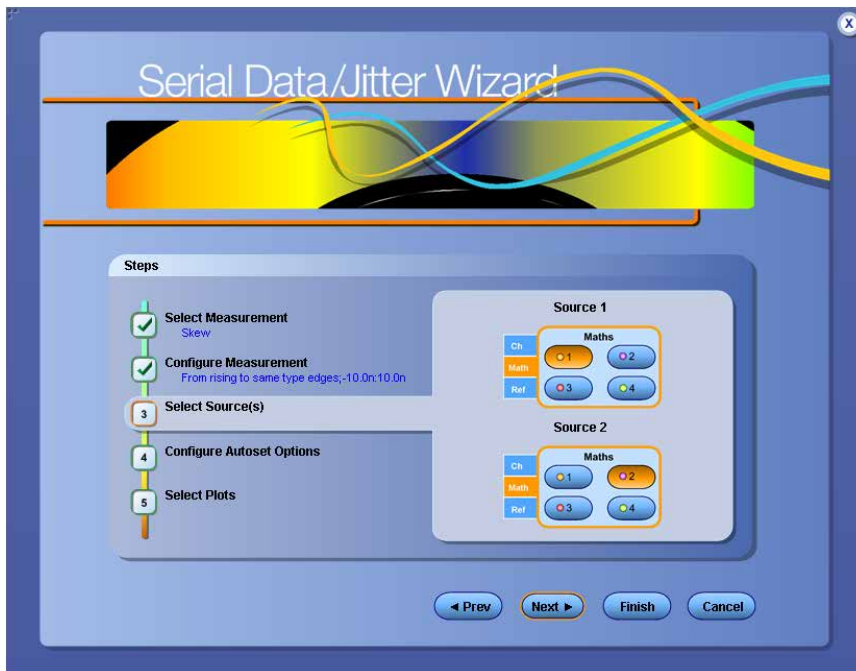 X
Serial Data/Jitter Wizard
Steps
Select Measurement
Skew
Configure Measurement
From rising to same type edges;-10.0n:10.0n
3 Select Source(s)
4 Configure Autoset Options
5 Select Plots
Source 1
Maths
Ch
Math
Ref
1 2
3 4
Source 2
Maths
Ch
Math
Ref
1 2
3 4
◄ Prev Next ► Finish Cancel